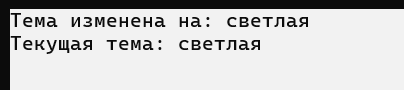 Тема изменена на: светлая
Текущая тема: светлая